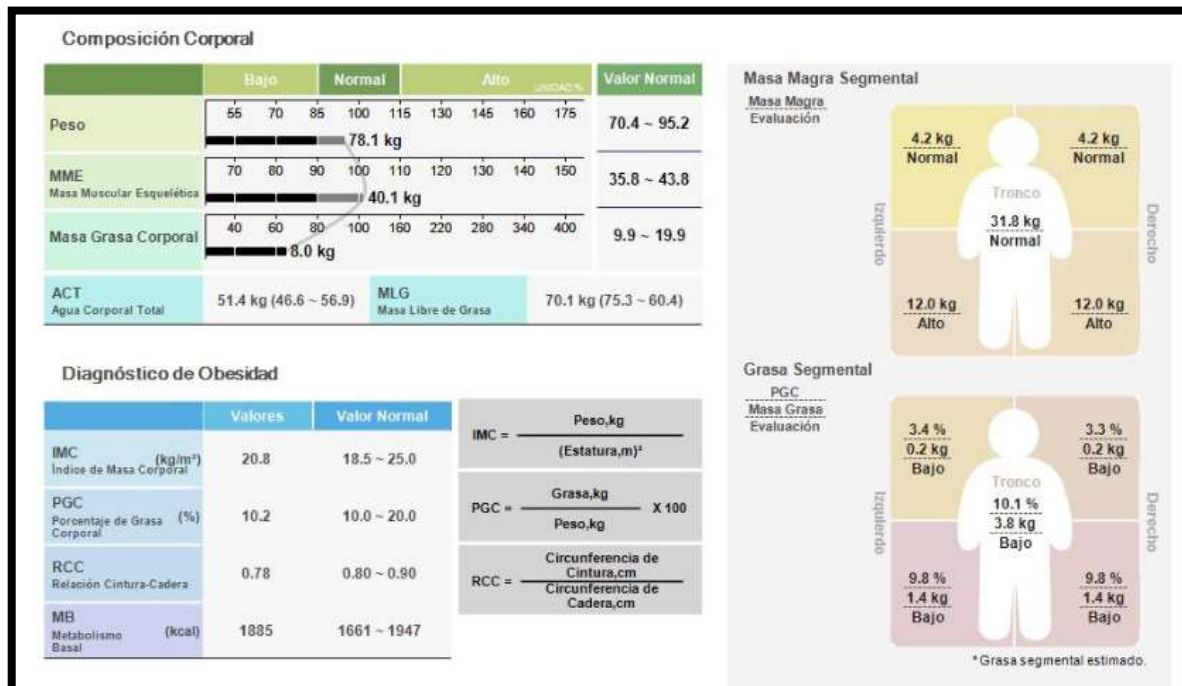 Composición Corporal
Bajo Normal Alto UNIDAD % Valor Normal
Peso
55 70 85 100 115 130 145 160 175
78.1 kg
70.4 ~ 95.2
MME
Masa Muscular Esquelética
70 80 90 100 110 120 130 140 150
40.1 kg
35.8 ~ 43.8
Masa Grasa Corporal
40 60 80 100 160 220 280 340 400
8.0 kg
9.9 ~ 19.9
ACT
Agua Corporal Total
51.4 kg (46.6 ~ 56.9)
MLG
Masa Libre de Grasa
70.1 kg (75.3 ~ 60.4)
Diagnóstico de Obesidad
Valores Valor Normal
IMC (kg/m²)
Índice de Masa Corporal
20.8 18.5 ~ 25.0
PGC
Porcentaje de Grasa (%)
Corporal
10.2 10.0 ~ 20.0
RCC
Relación Cintura-Cadera
0.78 0.80 ~ 0.90
MB
Metabolismo (kcal)
Basal
1885 1661 ~ 1947
IMC = Peso,kg
(Estatura,m)²
PGC = Grasa,kg X 100
Peso,kg
RCC = Circunferencia de
Cintura,cm
Circunferencia de
Cadera,cm
Masa Magra Segmental
Masa Magra
Evaluación
4.2 kg
Normal
4.2 kg
Normal
Izquierdo
Tronco
31.8 kg
Normal
Derecho
12.0 kg
Alto
12.0 kg
Alto
Grasa Segmental
PGC
Masa Grasa
Evaluación
3.4 %
0.2 kg
Bajo
3.3 %
0.2 kg
Bajo
Izquierdo
Tronco
10.1 %
3.8 kg
Bajo
Derecho
9.8 %
1.4 kg
Bajo
9.8 %
1.4 kg
Bajo
*Grasa segmental estimado.